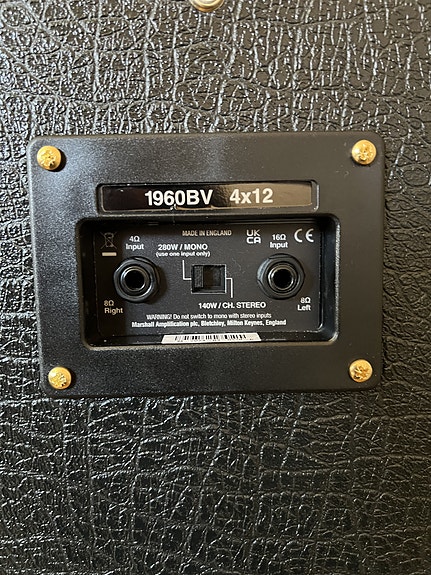 1960BV 4x12
MADE IN ENGLAND
4Ω
Input
280W / MONO
(use one input only)
UK
CA
16Ω
Input
CE
8Ω
Right
140W / CH. STEREO
8Ω
Left
WARNING! Do not switch to mono with stereo inputs
Marshall Amplification plc, Bletchley, Milton Keynes, England